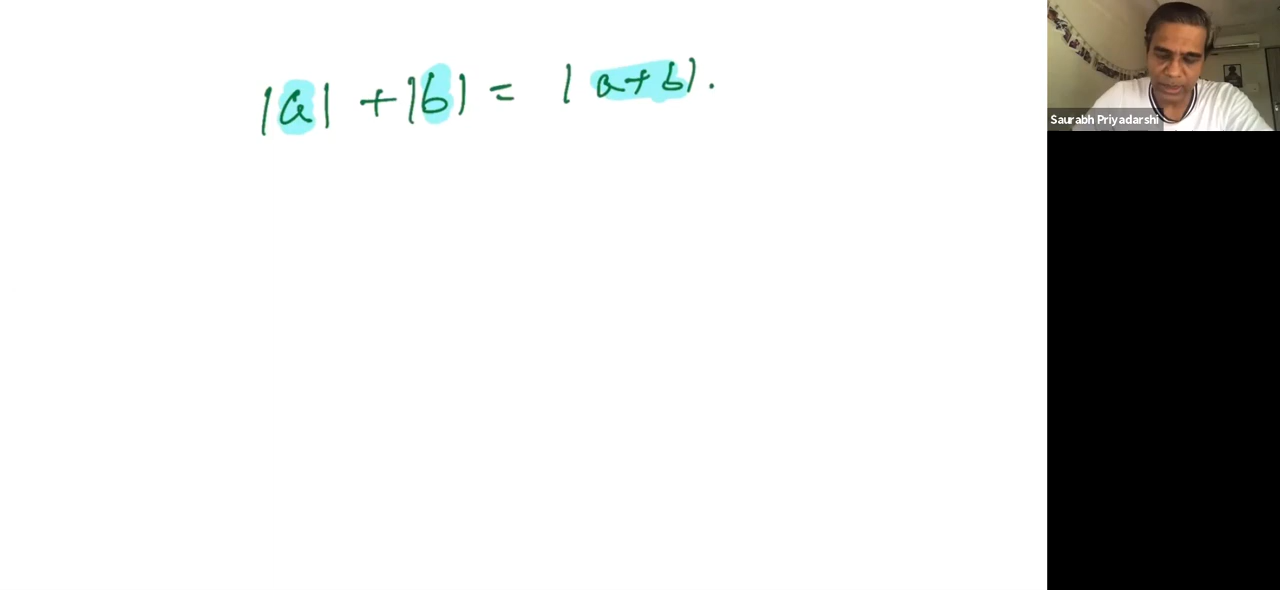 |a| + |b| = | a + b |.
Saurabh Priyadarshi